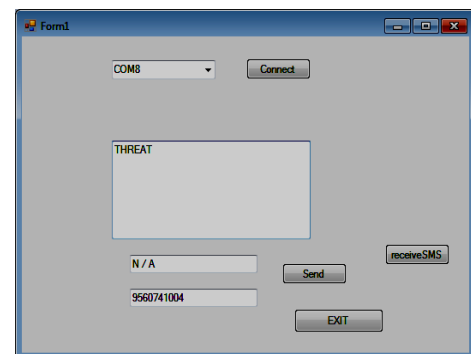 Form1
COM8 Connect
THREAT
receiveSMS
N / A
Send
9560741004
EXIT